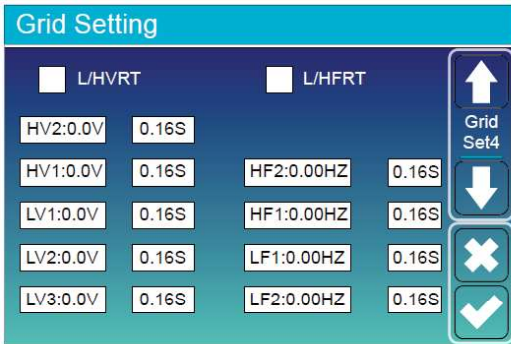 Grid Setting
L/HVRT L/HFRT
HV2:0.0V 0.16S
HV1:0.0V 0.16S HF2:0.00HZ 0.16S
LV1:0.0V 0.16S HF1:0.00HZ 0.16S
LV2:0.0V 0.16S LF1:0.00HZ 0.16S
LV3:0.0V 0.16S LF2:0.00HZ 0.16S
Grid
Set4